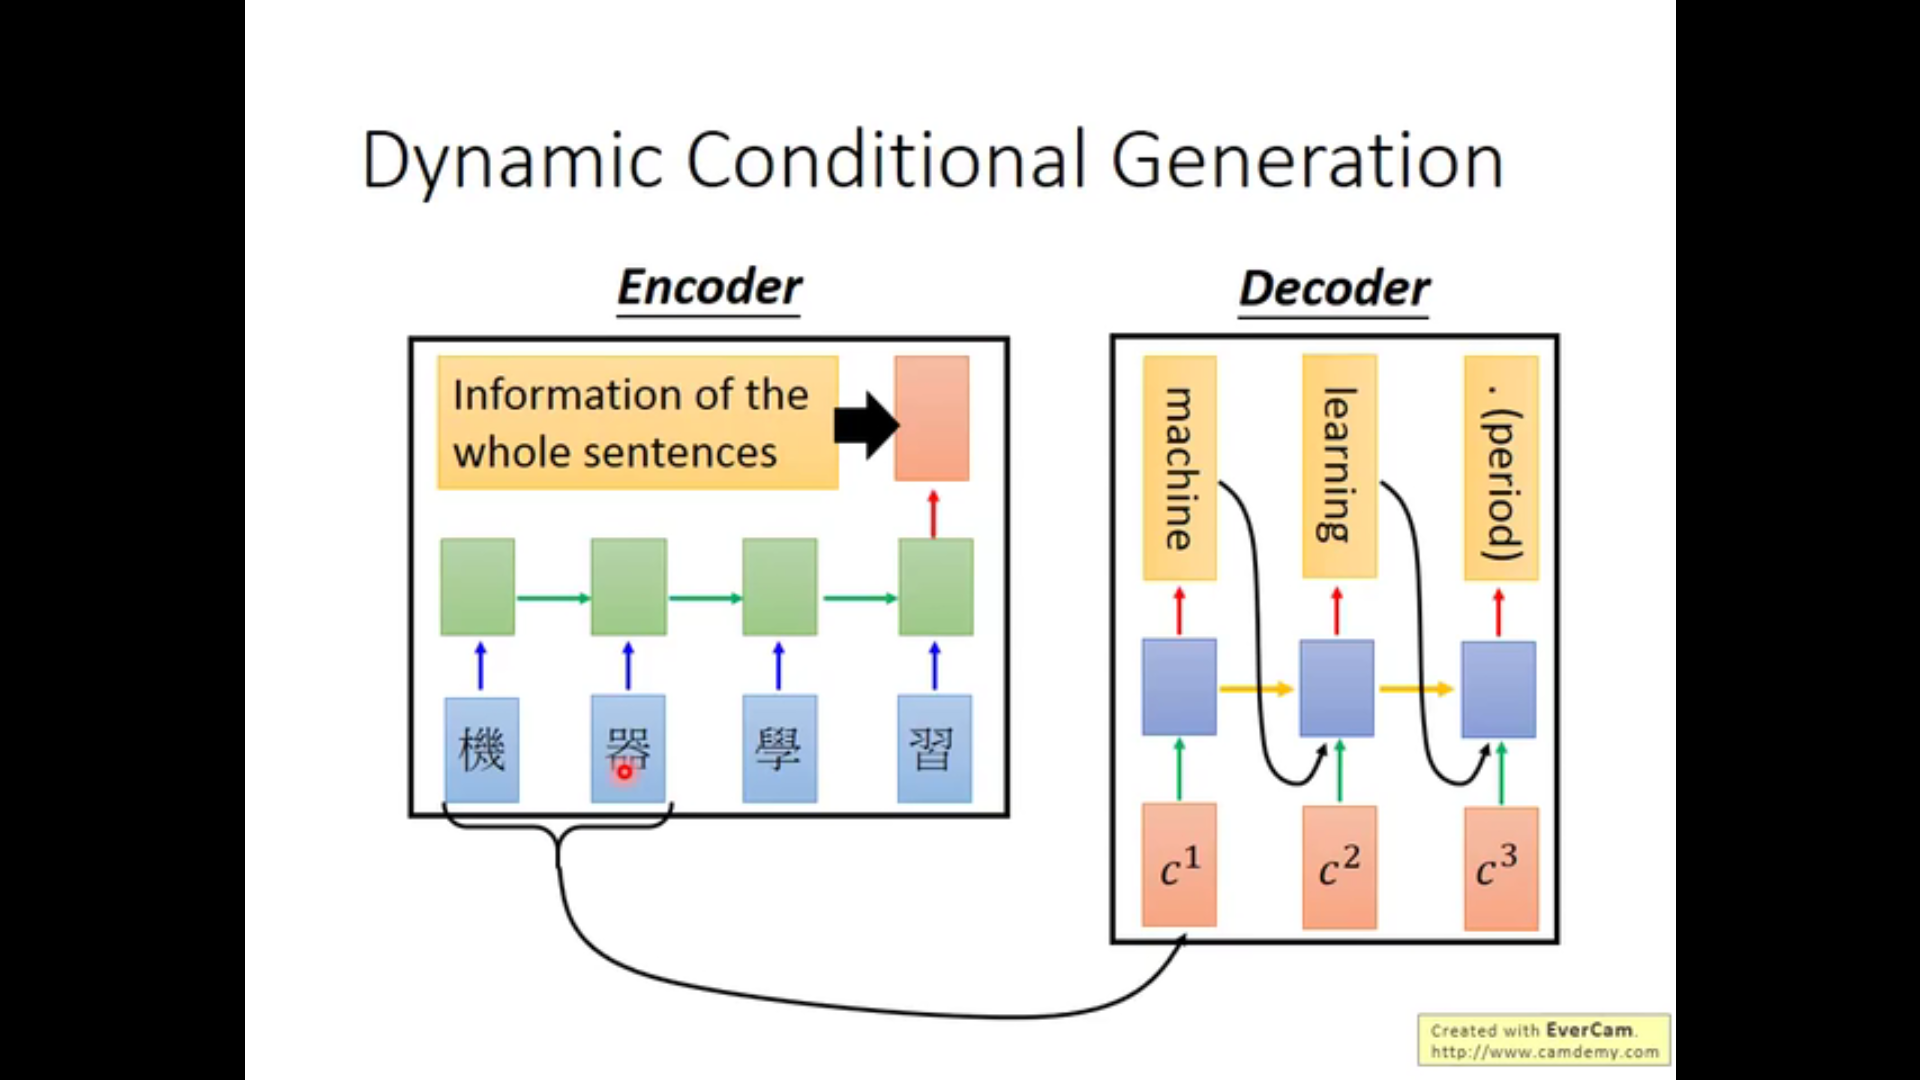 Dynamic Conditional Generation
Encoder
Decoder
Information of the
whole sentences
機
器
學
習
machine
learning
. (period)
c¹
c²
c³
Created with EverCam.
http://www.camdemy.com